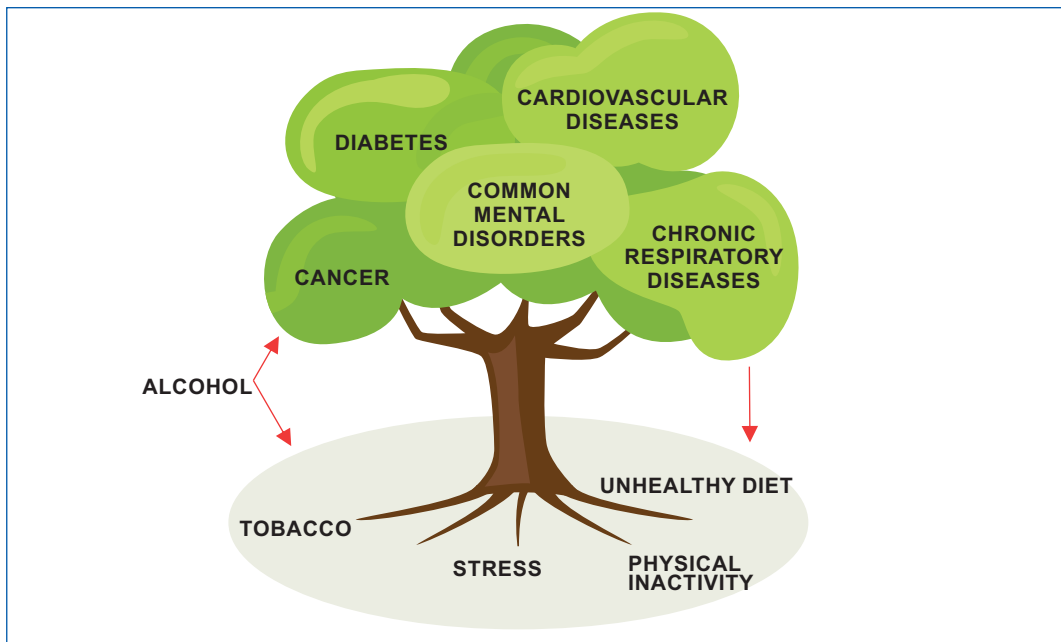 CARDIOVASCULAR
DISEASES
DIABETES
COMMON
MENTAL
DISORDERS
CHRONIC
RESPIRATORY
DISEASES
CANCER
ALCOHOL
UNHEALTHY DIET
TOBACCO
STRESS
PHYSICAL
INACTIVITY